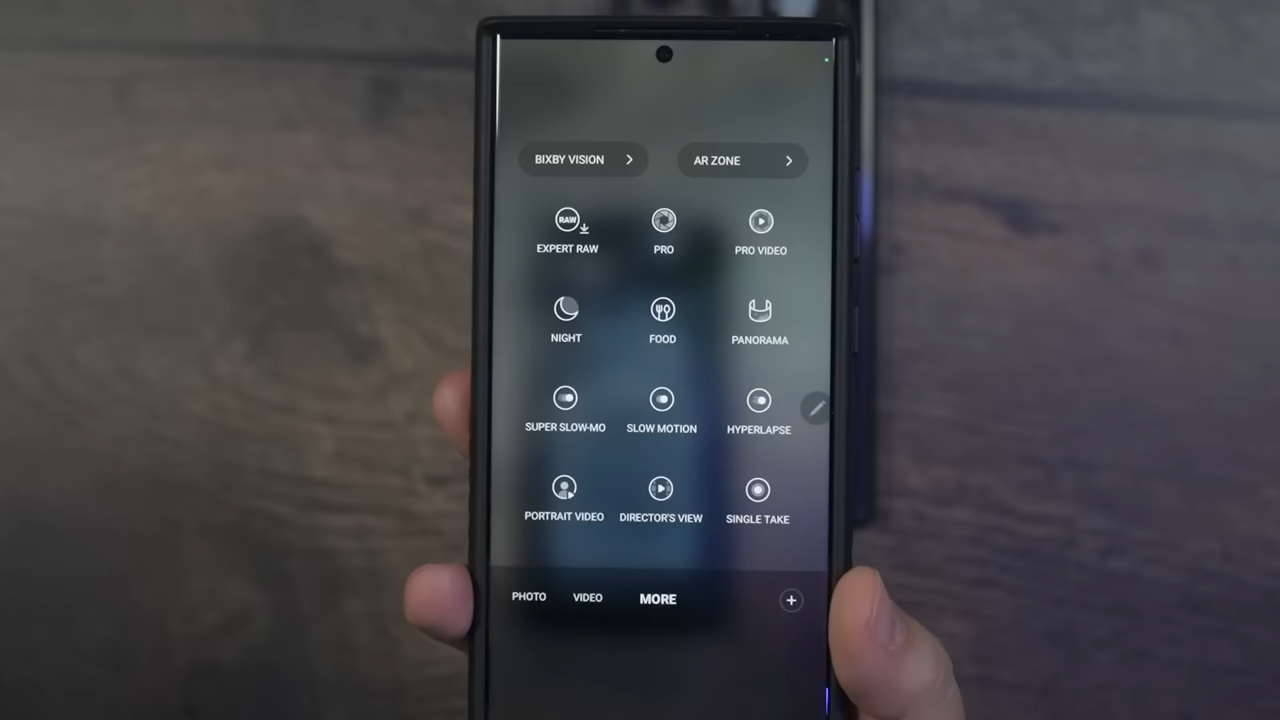 BIXBY VISION
AR ZONE
RAW
EXPERT RAW
PRO
PRO VIDEO
NIGHT
FOOD
PANORAMA
SUPER SLOW-MO
SLOW MOTION
HYPERLAPSE
PORTRAIT VIDEO
DIRECTOR'S VIEW
SINGLE TAKE
PHOTO
VIDEO
MORE